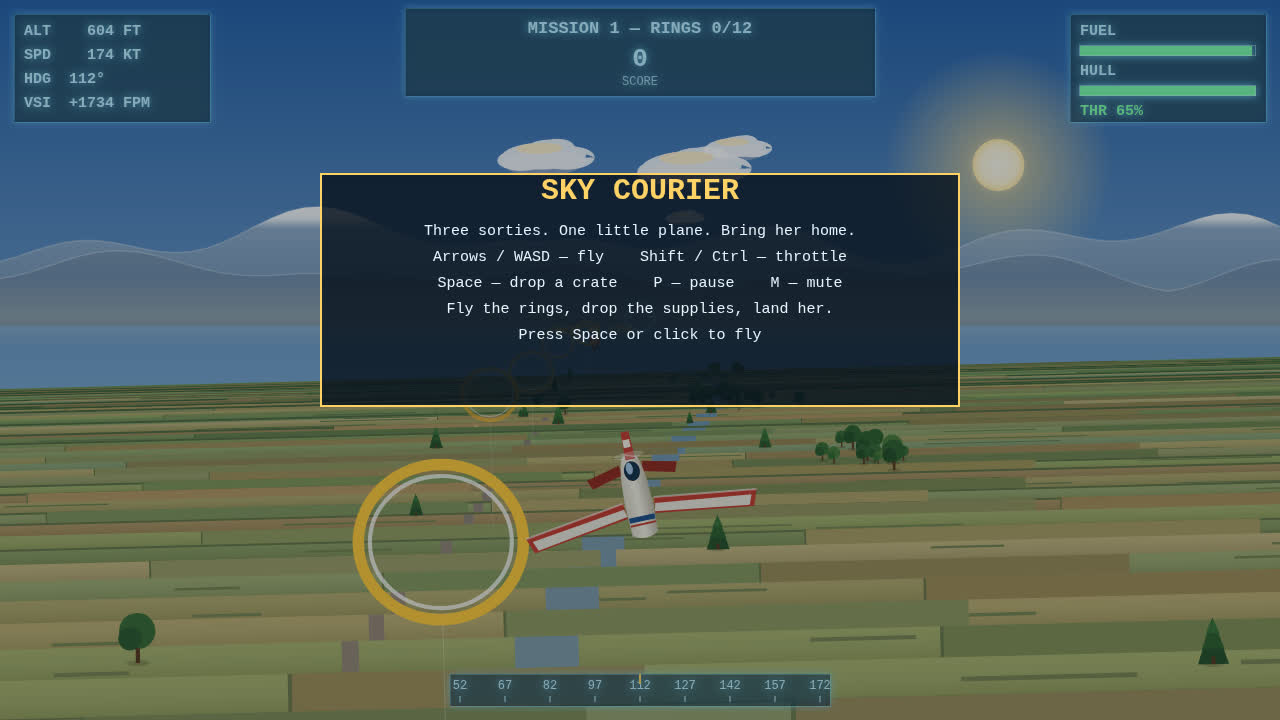 ALT 604 FT
SPD 174 KT
HDG 112°
VSI +1734 FPM
MISSION 1 — RINGS 0/12
0
SCORE
FUEL
HULL
THR 65%
SKY COURIER
Three sorties. One little plane. Bring her home.
Arrows / WASD — fly Shift / Ctrl — throttle
Space — drop a crate P — pause M — mute
Fly the rings, drop the supplies, land her.
Press Space or click to fly
52 67 82 97 112 127 142 157 172